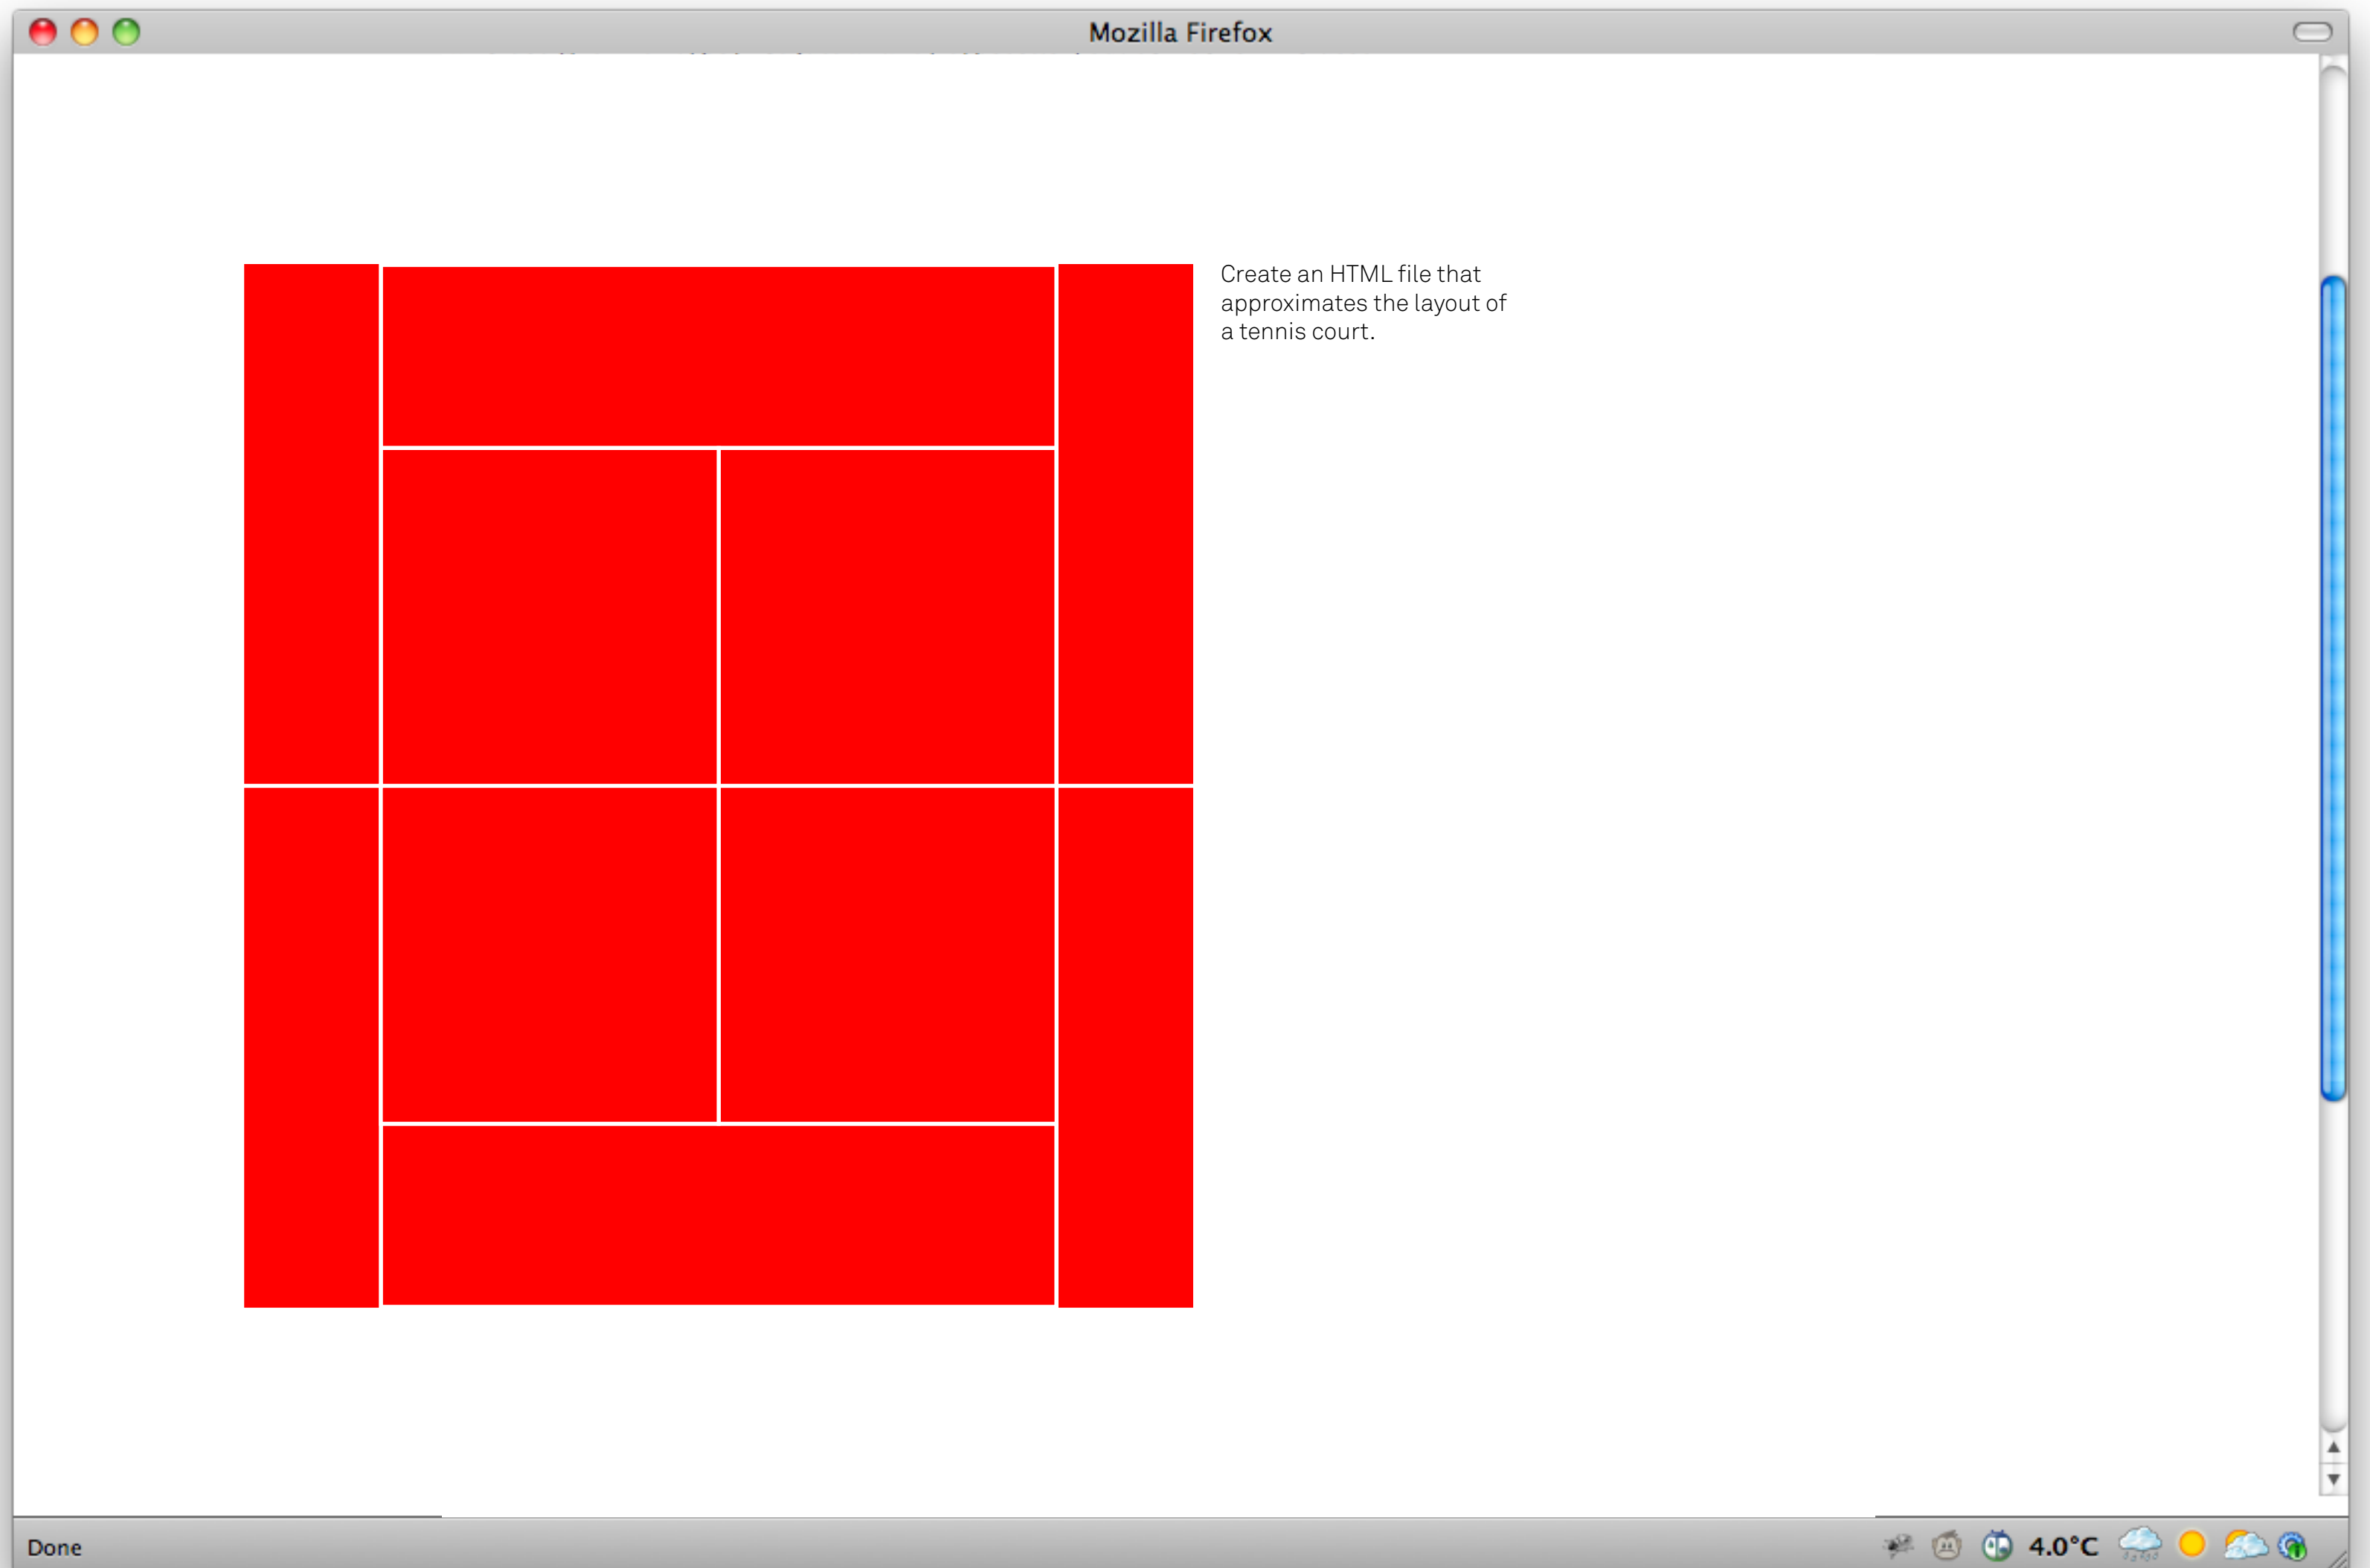 Mozilla Firefox
Create an HTML file that
approximates the layout of
a tennis court.
Done
4.0°C